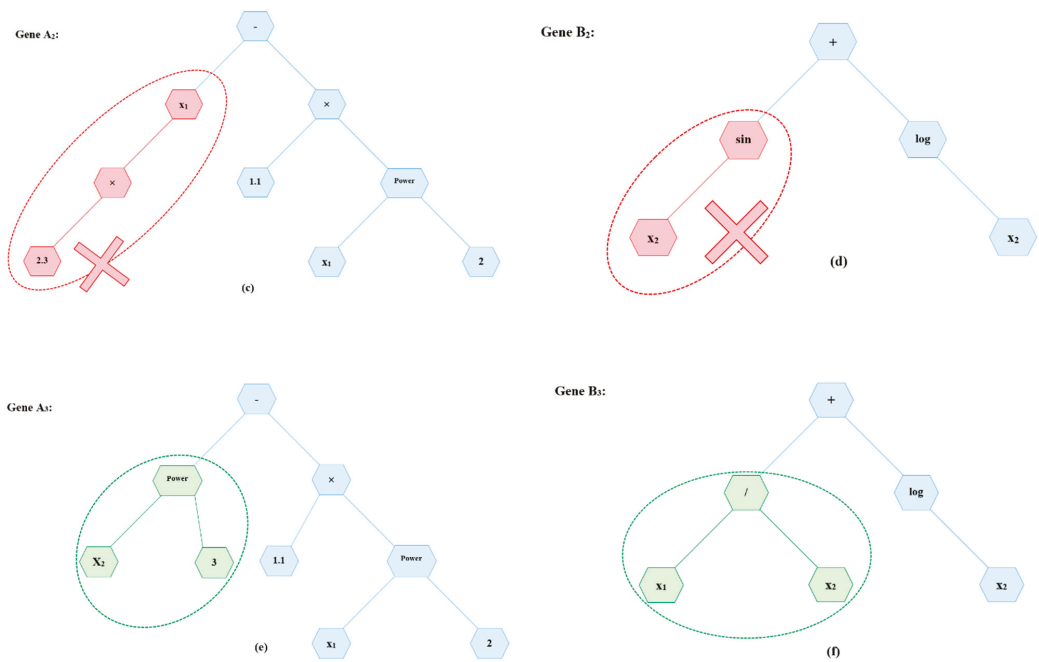 Gene A₂:
-
x₁
×
×
1.1
Power
2.3
x₁
2
(c)
Gene B₂:
+
sin
log
x₂
x₂
(d)
Gene A₃:
-
Power
×
X₂
3
1.1
Power
x₁
2
(e)
Gene B₃:
+
/
log
x₁
x₂
x₂
(f)